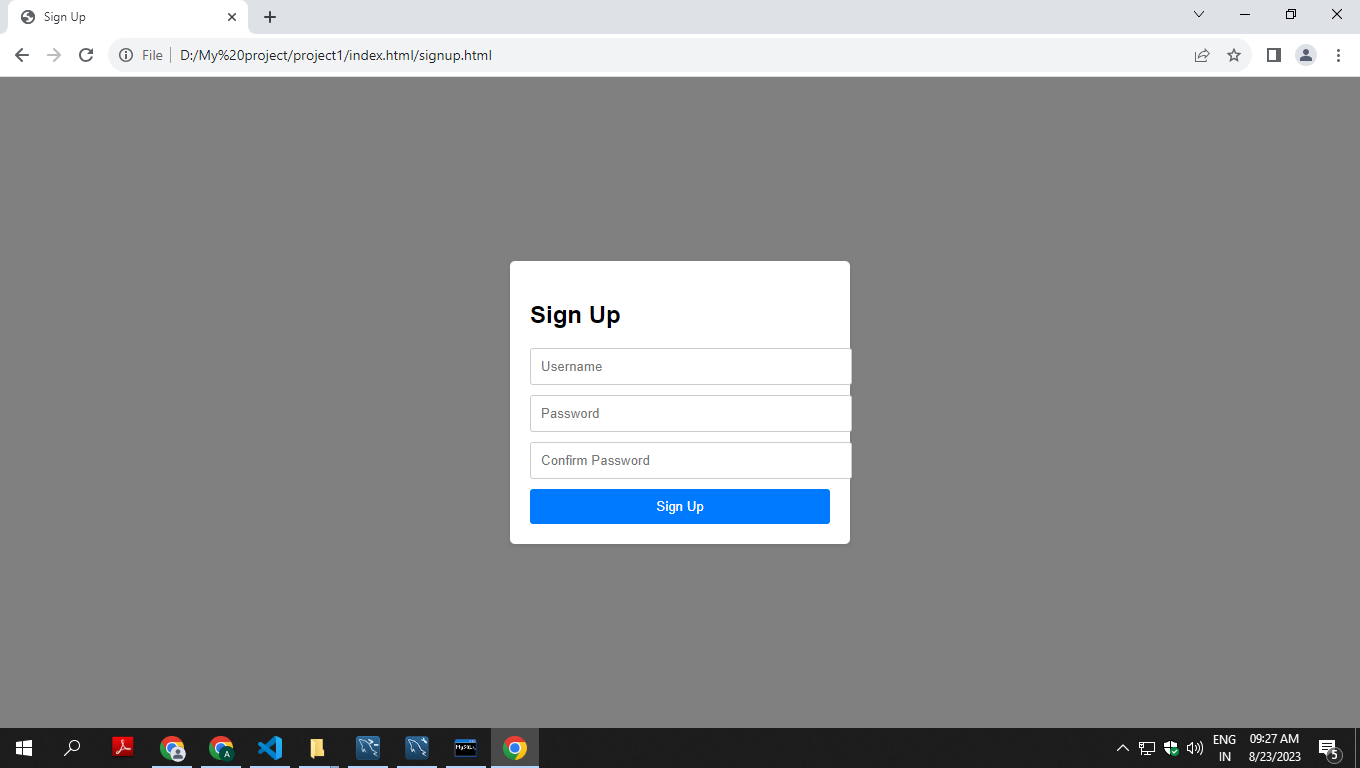 Sign Up
File
D:/My%20project/project1/index.html/signup.html
Sign Up
Username
Password
Confirm Password
Sign Up
A
MySQL
ENG
IN
09:27 AM
8/23/2023
5